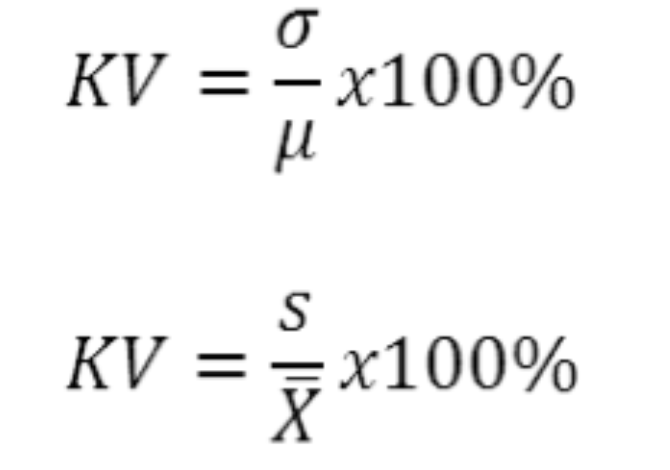 KV = σ/μ x100%
KV = s/X̄ x100%